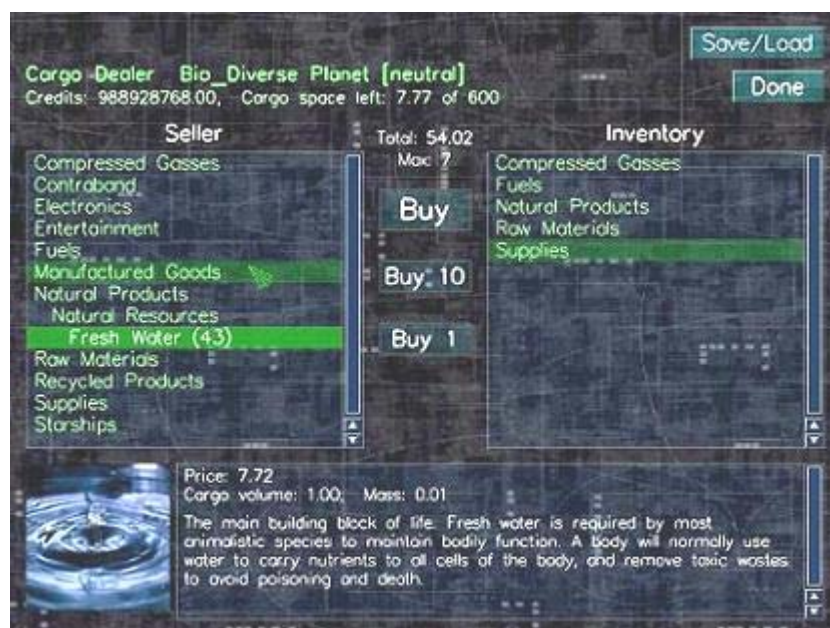 Save/Load
Cargo Dealer Bio_Diverse Planet [neutral]
Credits: 988928768.00, Cargo space left: 7.77 of 600
Done
Seller
Compressed Gasses
Contraband
Electronics
Entertainment
Fuels
Manufactured Goods
Natural Products
Natural Resources
Fresh Water (43)
Raw Materials
Recycled Products
Supplies
Starships
Total: 54.02
Max: 7
Buy
Buy 10
Buy 1
Inventory
Compressed Gasses
Fuels
Natural Products
Raw Materials
Supplies
Price: 7.72
Cargo volume: 1.00; Mass: 0.01
The main building block of life. Fresh water is required by most
animalistic species to maintain bodily function. A body will normally use
water to carry nutrients to all cells of the body, and remove toxic wastes
to avoid poisoning and death.